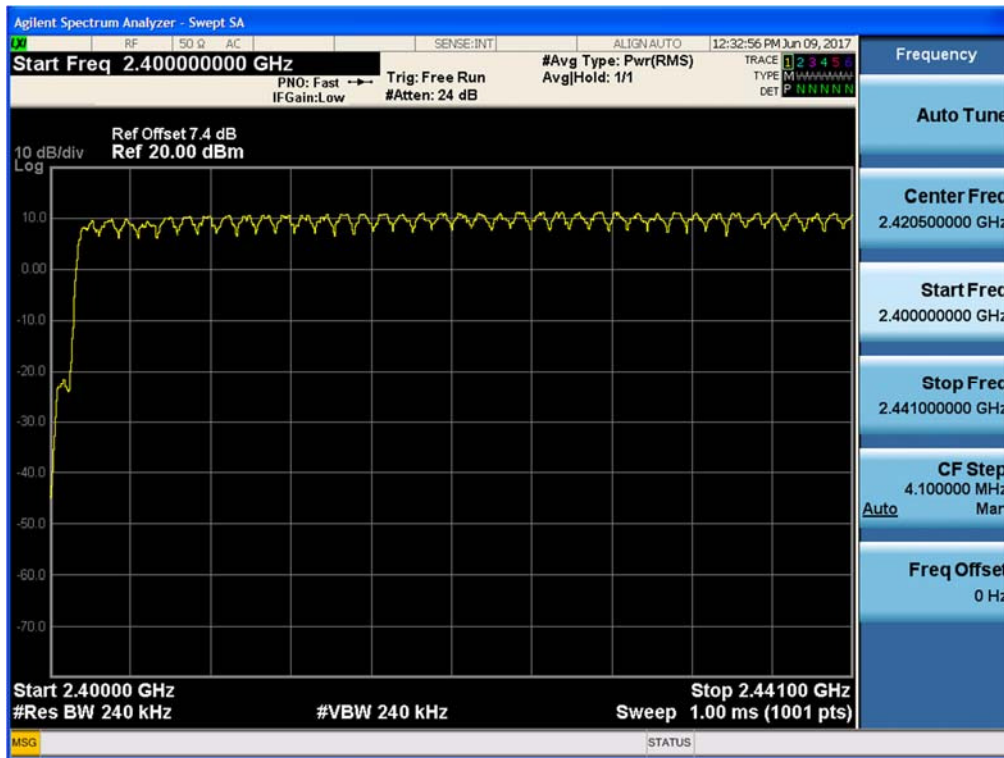 Agilent Spectrum Analyzer - Swept SA
LXI RF 50 Ω AC SENSE:INT ALIGN AUTO 12:32:56 PM Jun 09, 2017
Start Freq 2.400000000 GHz
PNO: Fast
IFGain:Low
Trig: Free Run
#Atten: 24 dB
#Avg Type: Pwr(RMS)
Avg|Hold: 1/1
TRACE 1 2 3 4 5 6
TYPE M
DET P N N N N N
Ref Offset 7.4 dB
10 dB/div Ref 20.00 dBm
Log
10.0
0.00
-10.0
-20.0
-30.0
-40.0
-50.0
-60.0
-70.0
Start 2.40000 GHz Stop 2.44100 GHz
#Res BW 240 kHz #VBW 240 kHz Sweep 1.00 ms (1001 pts)
MSG STATUS
Frequency
Auto Tune
Center Freq
2.420500000 GHz
Start Freq
2.400000000 GHz
Stop Freq
2.441000000 GHz
CF Step
4.100000 MHz
Auto Man
Freq Offset
0 Hz